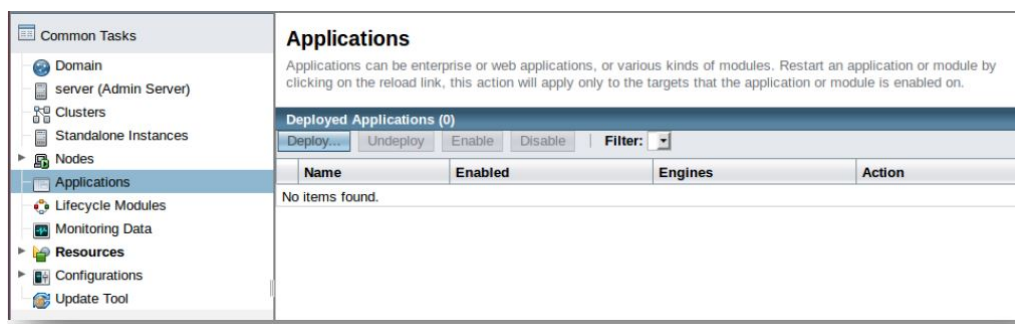 Common Tasks
Domain
server (Admin Server)
Clusters
Standalone Instances
Nodes
Applications
Lifecycle Modules
Monitoring Data
Resources
Configurations
Update Tool
Applications
Applications can be enterprise or web applications, or various kinds of modules. Restart an application or module by
clicking on the reload link, this action will apply only to the targets that the application or module is enabled on.
Deployed Applications (0)
Deploy... Undeploy Enable Disable | Filter:
Name Enabled Engines Action
No items found.